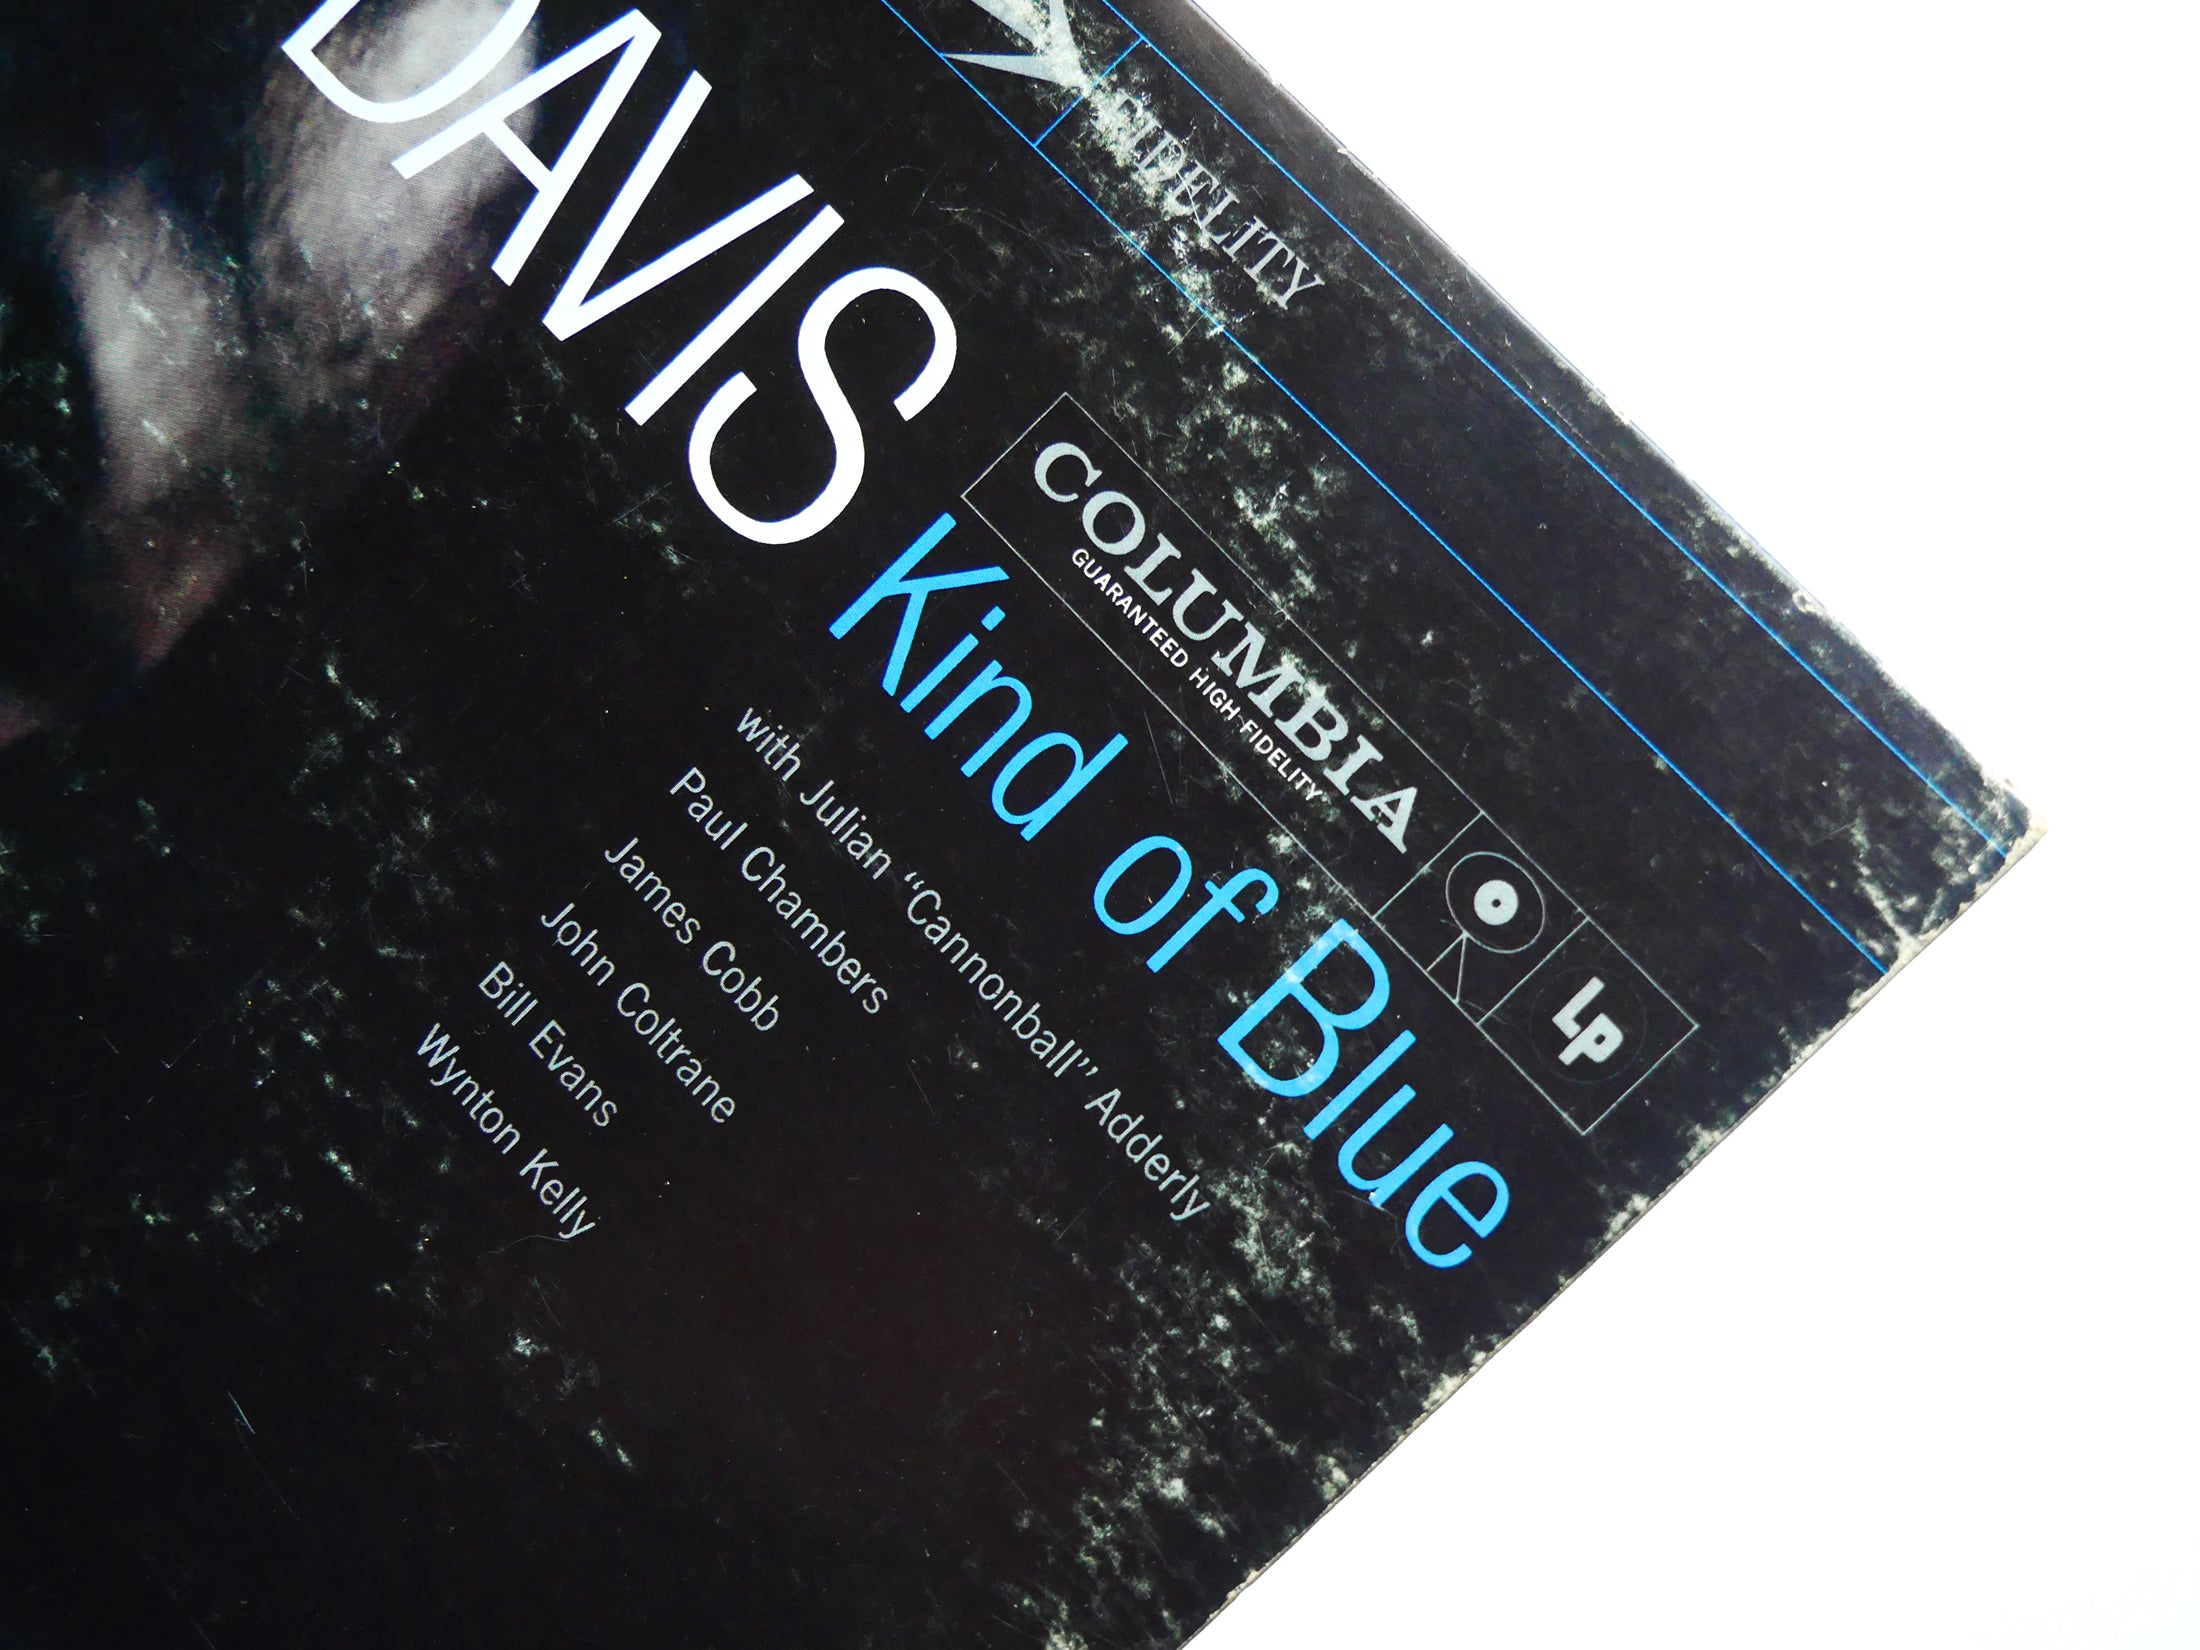 FIDELITY
COLUMBIA LP
GUARANTEED HIGH FIDELITY
DAVIS Kind of Blue
with Julian “Cannonball” Adderly
Paul Chambers
James Cobb
John Coltrane
Bill Evans
Wynton Kelly